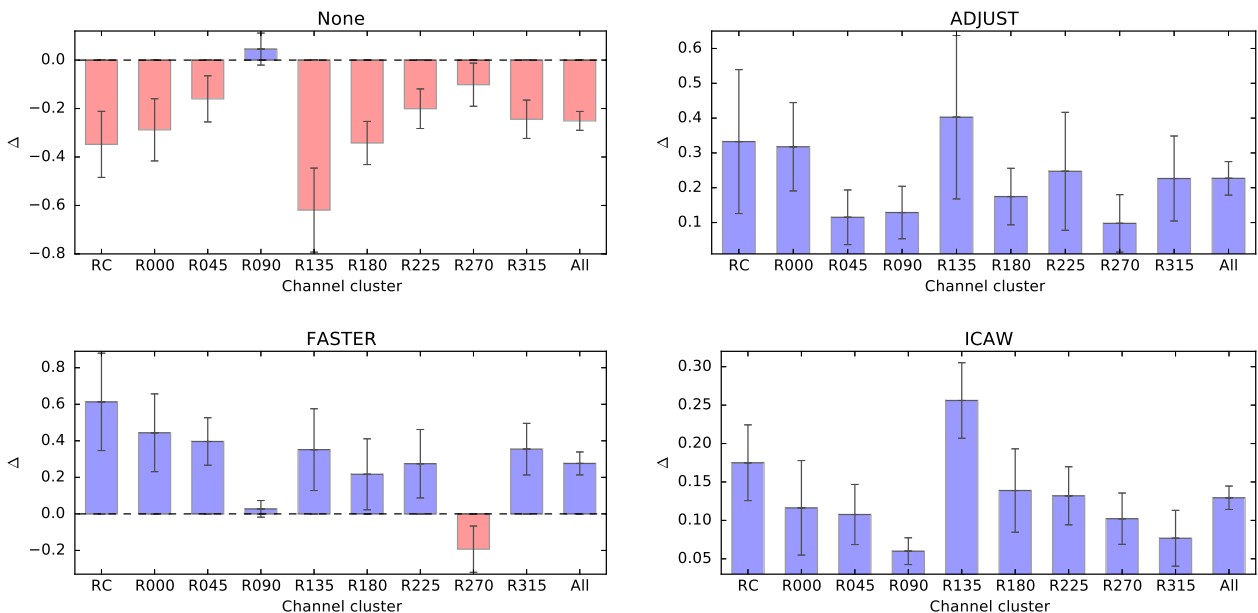 None
0.0
−0.2
−0.4
−0.6
−0.8
Δ
RC R000 R045 R090 R135 R180 R225 R270 R315 All
Channel cluster
ADJUST
0.6
0.5
0.4
0.3
0.2
0.1
Δ
RC R000 R045 R090 R135 R180 R225 R270 R315 All
Channel cluster
FASTER
0.8
0.6
0.4
0.2
0.0
−0.2
Δ
RC R000 R045 R090 R135 R180 R225 R270 R315 All
Channel cluster
ICAW
0.30
0.25
0.20
0.15
0.10
0.05
Δ
RC R000 R045 R090 R135 R180 R225 R270 R315 All
Channel cluster